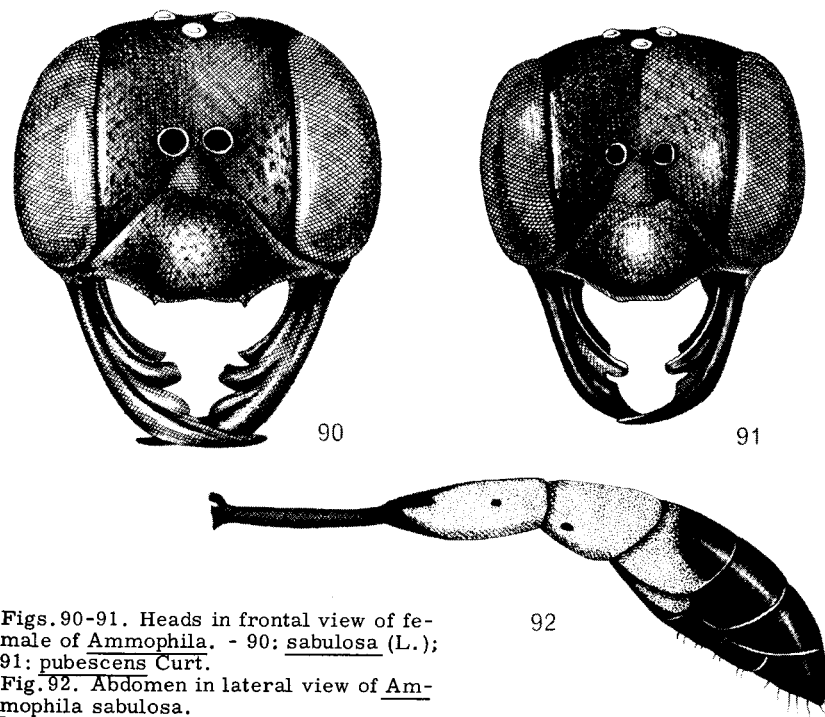 90
91
92
Figs.90-91. Heads in frontal view of fe-
male of Ammophila. - 90: sabulosa (L.);
91: pubescens Curt.
Fig.92. Abdomen in lateral view of Am-
mophila sabulosa.